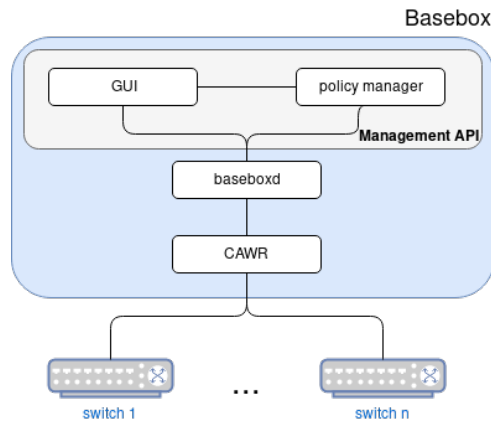 Basebox
GUI
policy manager
Management API
baseboxd
CAWR
...
switch 1
switch n